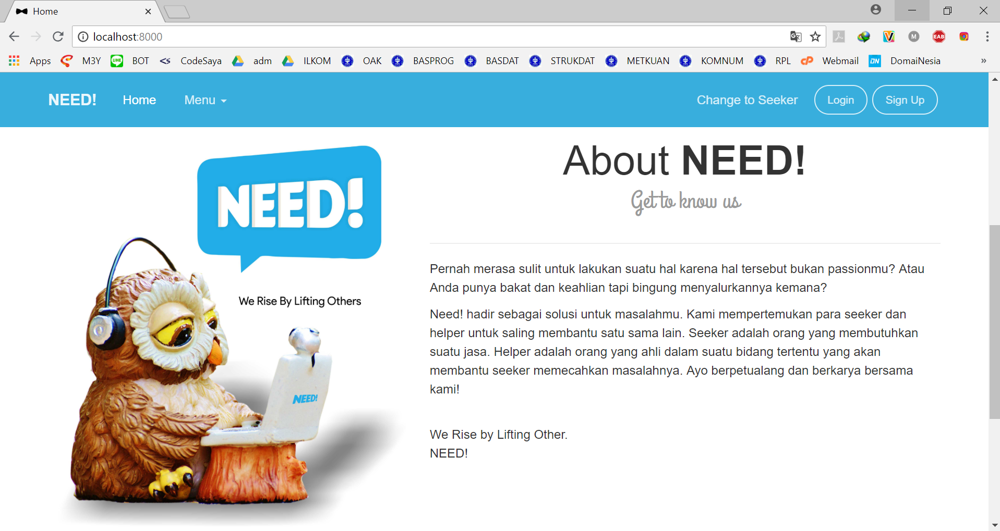 Home
localhost:8000
Apps M3Y BOT CodeSaya adm ILKOM OAK BASPROG BASDAT STRUKDAT METKUAN KOMNUM RPL Webmail DomaiNesia »
NEED! Home Menu Change to Seeker Login Sign Up
NEED!
We Rise By Lifting Others
NEED!
About NEED!
Get to know us
Pernah merasa sulit untuk lakukan suatu hal karena hal tersebut bukan passionmu? Atau
Anda punya bakat dan keahlian tapi bingung menyalurkannya kemana?
Need! hadir sebagai solusi untuk masalahmu. Kami mempertemukan para seeker dan
helper untuk saling membantu satu sama lain. Seeker adalah orang yang membutuhkan
suatu jasa. Helper adalah orang yang ahli dalam suatu bidang tertentu yang akan
membantu seeker memecahkan masalahnya. Ayo berpetualang dan berkarya bersama
kami!
We Rise by Lifting Other.
NEED!